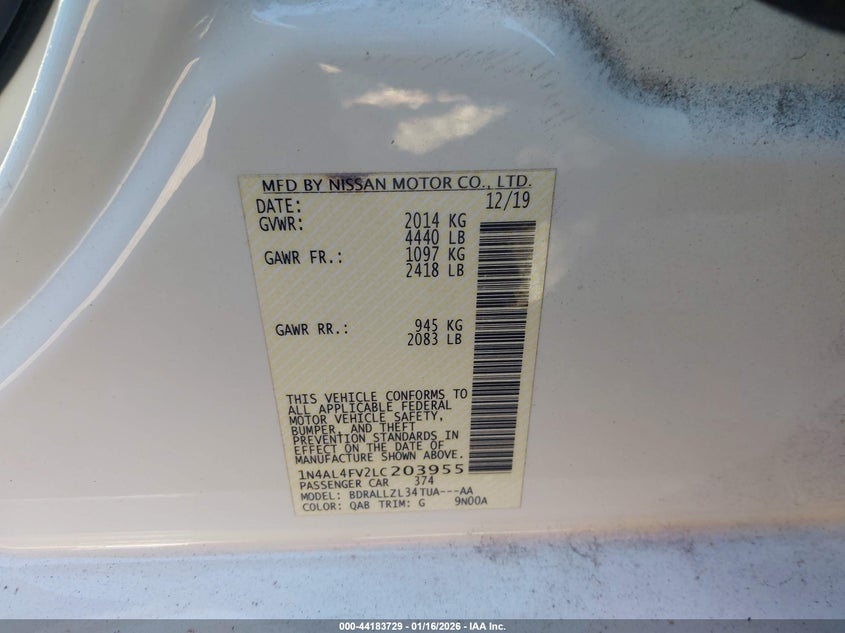 MFD BY NISSAN MOTOR CO., LTD.
DATE: 12/19
GVWR: 2014 KG
4440 LB
GAWR FR.: 1097 KG
2418 LB
GAWR RR.: 945 KG
2083 LB
THIS VEHICLE CONFORMS TO
ALL APPLICABLE FEDERAL
MOTOR VEHICLE SAFETY,
BUMPER, AND THEFT
PREVENTION STANDARDS IN
EFFECT ON THE DATE OF
MANUFACTURE SHOWN ABOVE.
1N4AL4FV2LC203955
PASSENGER CAR 374
MODEL: BDRALLZL34TUA---AA
COLOR: QAB TRIM: G 9N00A
000-44183729 - 01/16/2026 - IAA Inc.